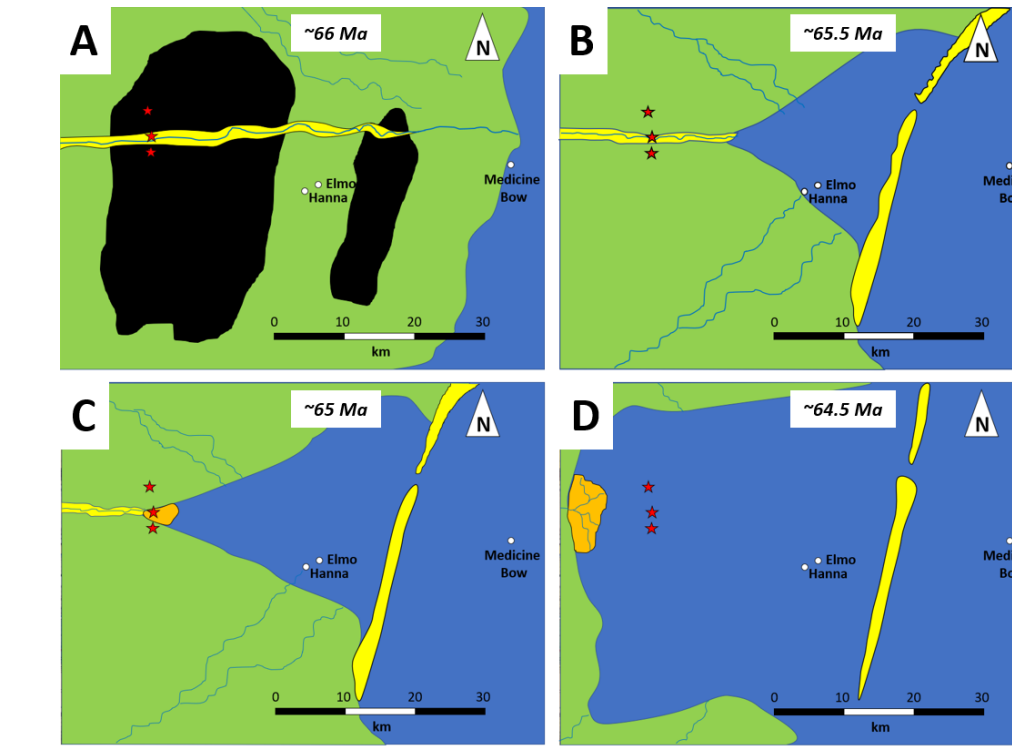 A
~66 Ma
N
Elmo
Hanna
Medicine
Bow
0 10 20 30
km
B
~65.5 Ma
N
Elmo
Hanna
Medi
Bo
0 10 20 30
km
C
~65 Ma
N
Elmo
Hanna
Medicine
Bow
0 10 20 30
km
D
~64.5 Ma
N
Elmo
Hanna
Medi
Bo
0 10 20 30
km